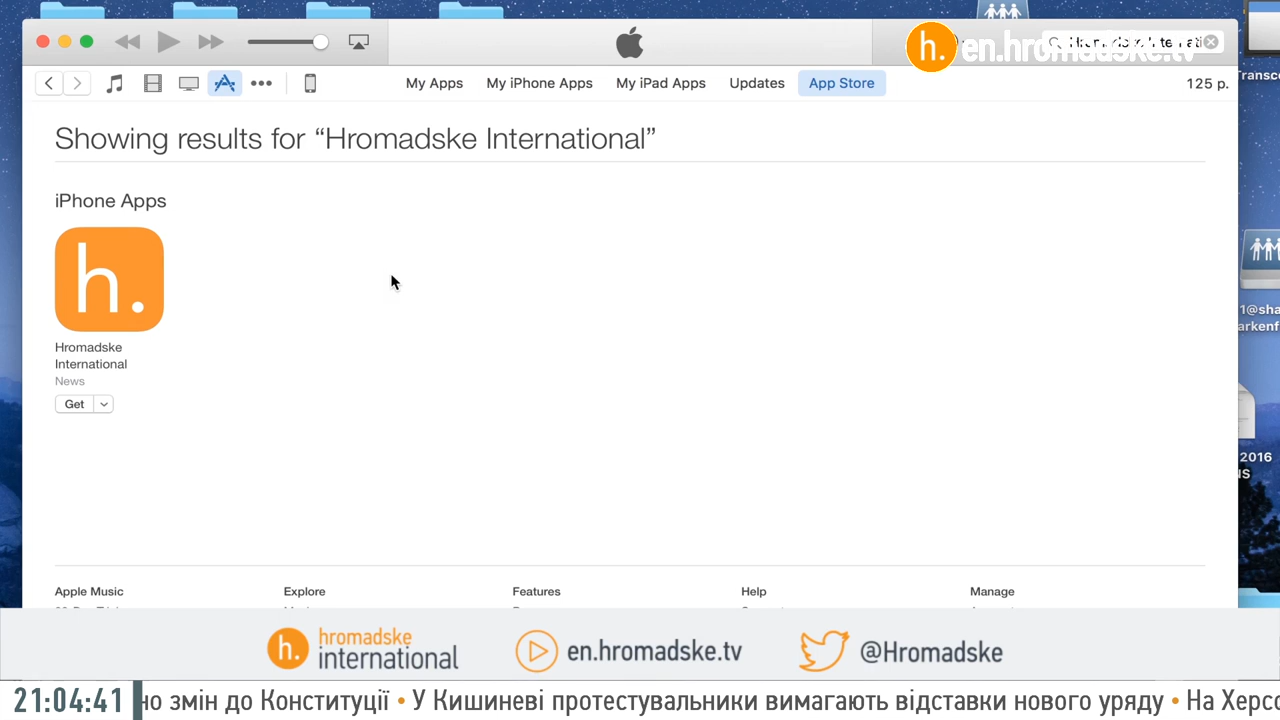 en.hromadske.tv
My Apps
My iPhone Apps
My iPad Apps
Updates
App Store
125 р.
Showing results for “Hromadske International”
iPhone Apps
h.
Hromadske
International
News
Get
Apple Music
Explore
Features
Help
Manage
2016
h. hromadske
international
en.hromadske.tv
@Hromadske
21:04:41 но змін до Конституції • У Кишиневі протестувальники вимагають відставки нового уряду • На Херсо